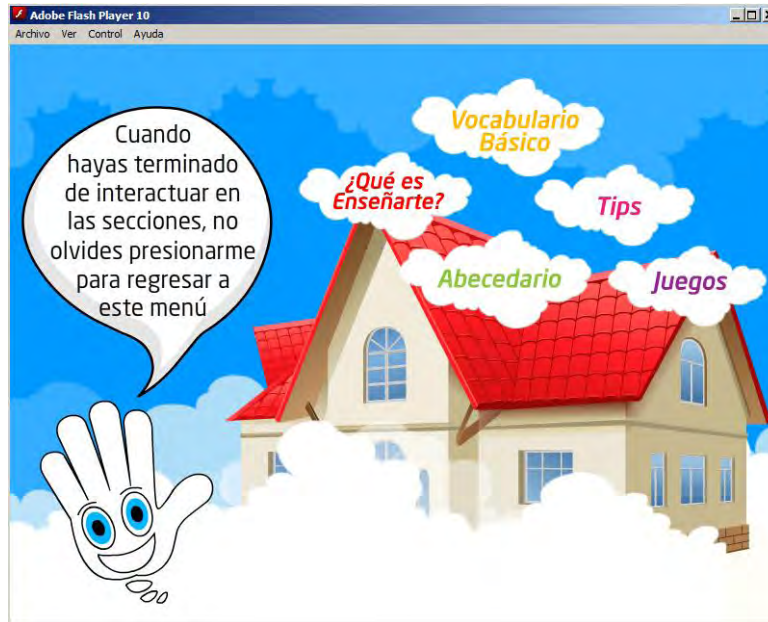 Adobe Flash Player 10
Archivo Ver Control Ayuda
Cuando
hayas terminado
de interactuar en
las secciones, no
olvides presionarme
para regresar a
este menú
Vocabulario
Básico
¿Qué es
Enseñarte?
Tips
Abecedario
Juegos